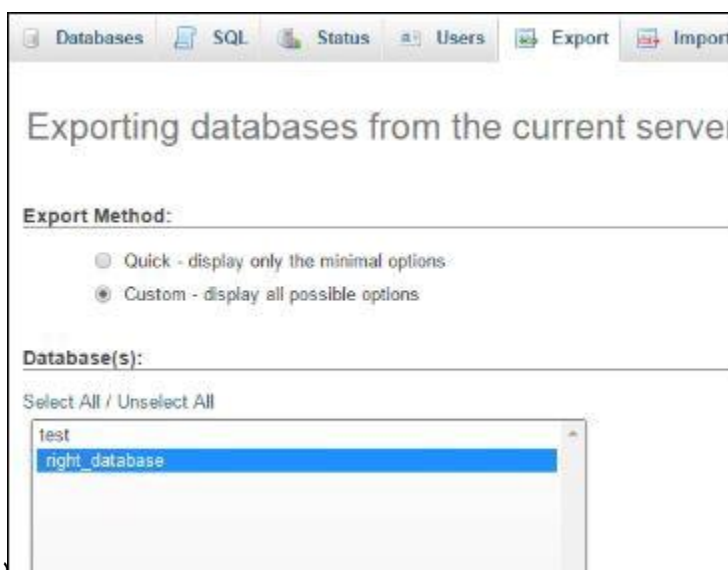 Databases SQL Status Users Export Import
Exporting databases from the current server
Export Method:
Quick - display only the minimal options
Custom - display all possible options
Database(s):
Select All / Unselect All
test
right_database